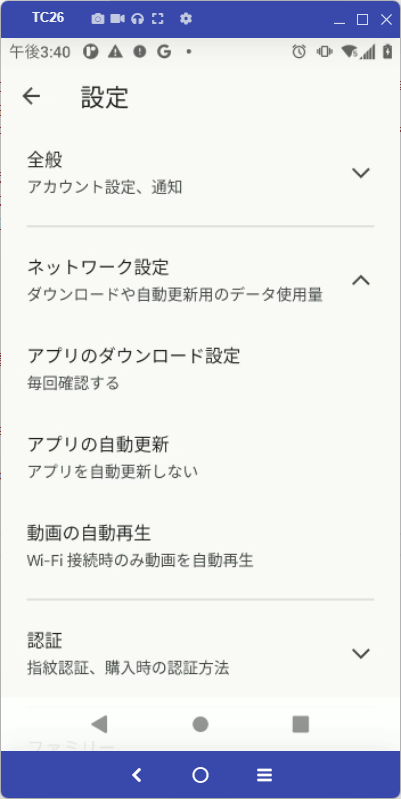 TC26
午後3:40
設定
全般
アカウント設定、通知
ネットワーク設定
ダウンロードや自動更新用のデータ使用量
アプリのダウンロード設定
毎回確認する
アプリの自動更新
アプリを自動更新しない
動画の自動再生
Wi-Fi 接続時のみ動画を自動再生
認証
指紋認証、購入時の認証方法
ファミリー